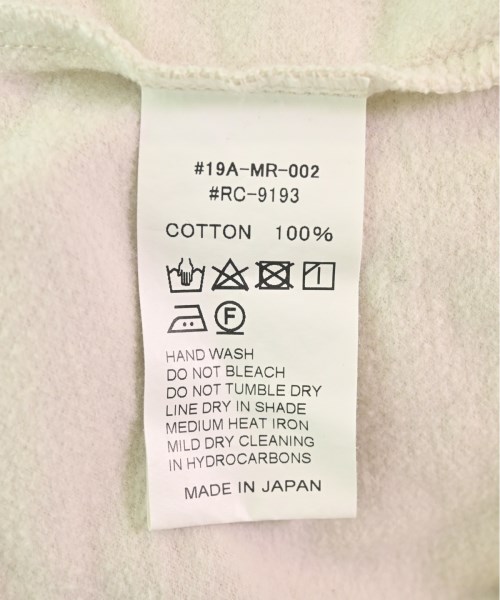 #19A-MR-002
#RC-9193
COTTON 100%
F
HAND WASH
DO NOT BLEACH
DO NOT TUMBLE DRY
LINE DRY IN SHADE
MEDIUM HEAT IRON
MILD DRY CLEANING
IN HYDROCARBONS
MADE IN JAPAN